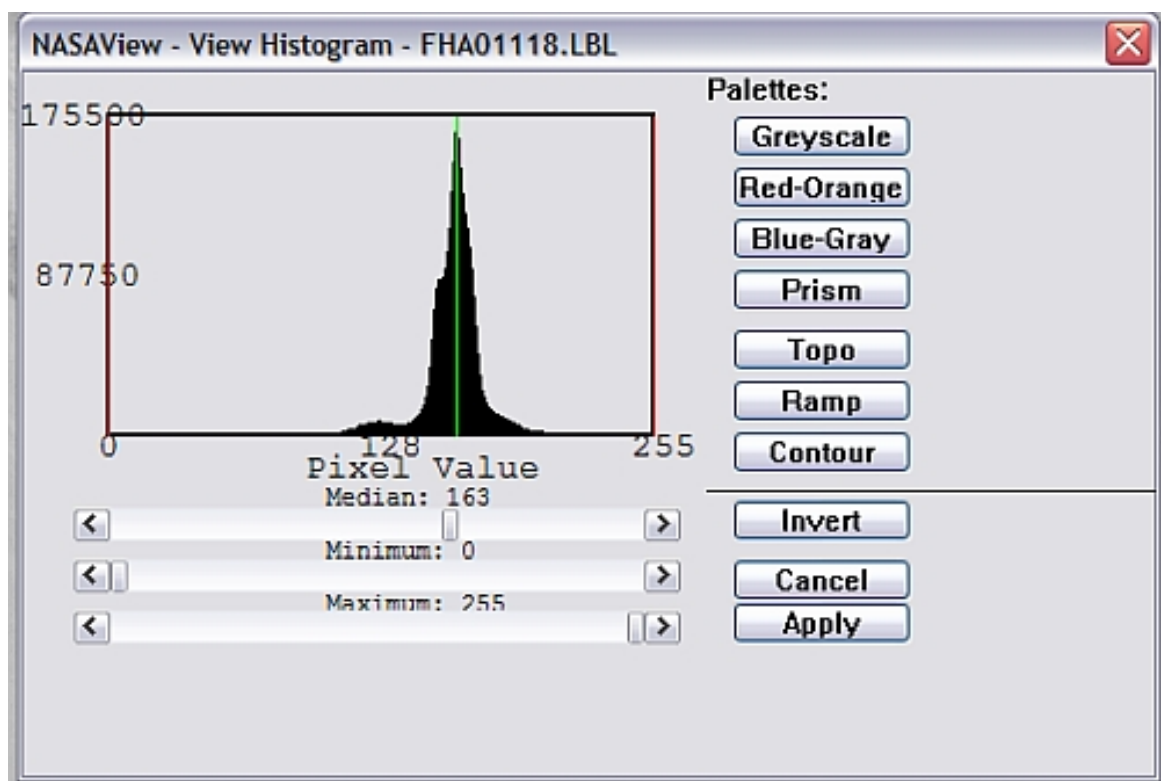 NASAView - View Histogram - FHA01118.LBL
175500
87750
0 128 255
Pixel Value
Median: 163
Minimum: 0
Maximum: 255
Palettes:
Greyscale
Red-Orange
Blue-Gray
Prism
Topo
Ramp
Contour
Invert
Cancel
Apply